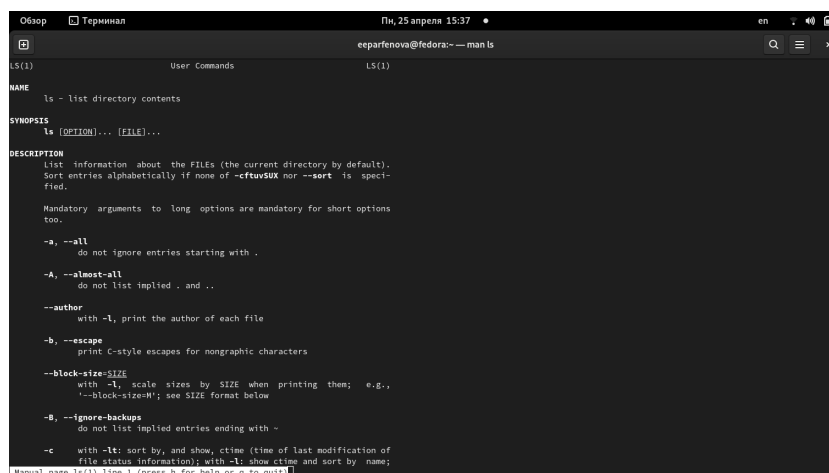 Обзор Терминал Пн, 25 апреля 15:37 en
eeparfenova@fedora:~ — man ls
LS(1) User Commands LS(1)
NAME
ls - list directory contents
SYNOPSIS
ls [OPTION]... [FILE]...
DESCRIPTION
List information about the FILEs (the current directory by default).
Sort entries alphabetically if none of -cftuvSUX nor --sort is speci-
fied.
Mandatory arguments to long options are mandatory for short options
too.
-a, --all
do not ignore entries starting with .
-A, --almost-all
do not list implied . and ..
--author
with -l, print the author of each file
-b, --escape
print C-style escapes for nongraphic characters
--block-size=SIZE
with -l, scale sizes by SIZE when printing them; e.g.,
'--block-size=M'; see SIZE format below
-B, --ignore-backups
do not list implied entries ending with ~
-c with -lt: sort by, and show, ctime (time of last modification of
file status information); with -l: show ctime and sort by name;
Manual page ls(1) line 1 (press h for help or q to quit)